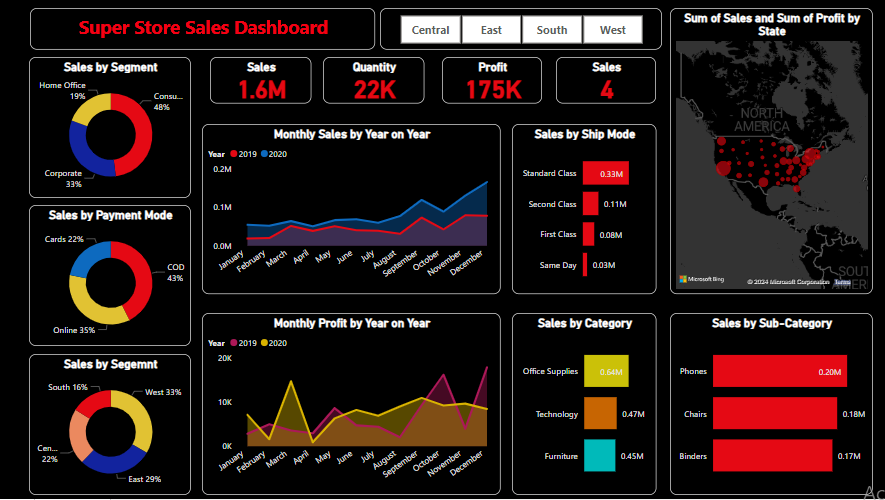 Super Store Sales Dashboard
Central
East
South
West
Sum of Sales and Sum of Profit by
State
NORTH
AMERICA
SOUT
AMERI
Microsoft Bing
© 2024 Microsoft Corporation Terms
Sales by Segment
Home Office
19%
Consu...
48%
Corporate
33%
Sales
1.6M
Quantity
22K
Profit
175K
Sales
4
Monthly Sales by Year on Year
Year 2019 2020
0.2M
0.1M
0.0M
January
February
March
April
May
June
July
August
September
October
November
December
Sales by Ship Mode
Standard Class 0.33M
Second Class 0.11M
First Class 0.08M
Same Day 0.03M
Sales by Payment Mode
Cards 22%
COD
43%
Online 35%
Sales by Segemnt
South 16%
West 33%
Cen...
22%
East 29%
Monthly Profit by Year on Year
Year 2019 2020
20K
10K
0K
January
February
March
April
May
June
July
August
September
October
November
December
Sales by Category
Office Supplies 0.64M
Technology 0.47M
Furniture 0.45M
Sales by Sub-Category
Phones 0.20M
Chairs 0.18M
Binders 0.17M
Ac